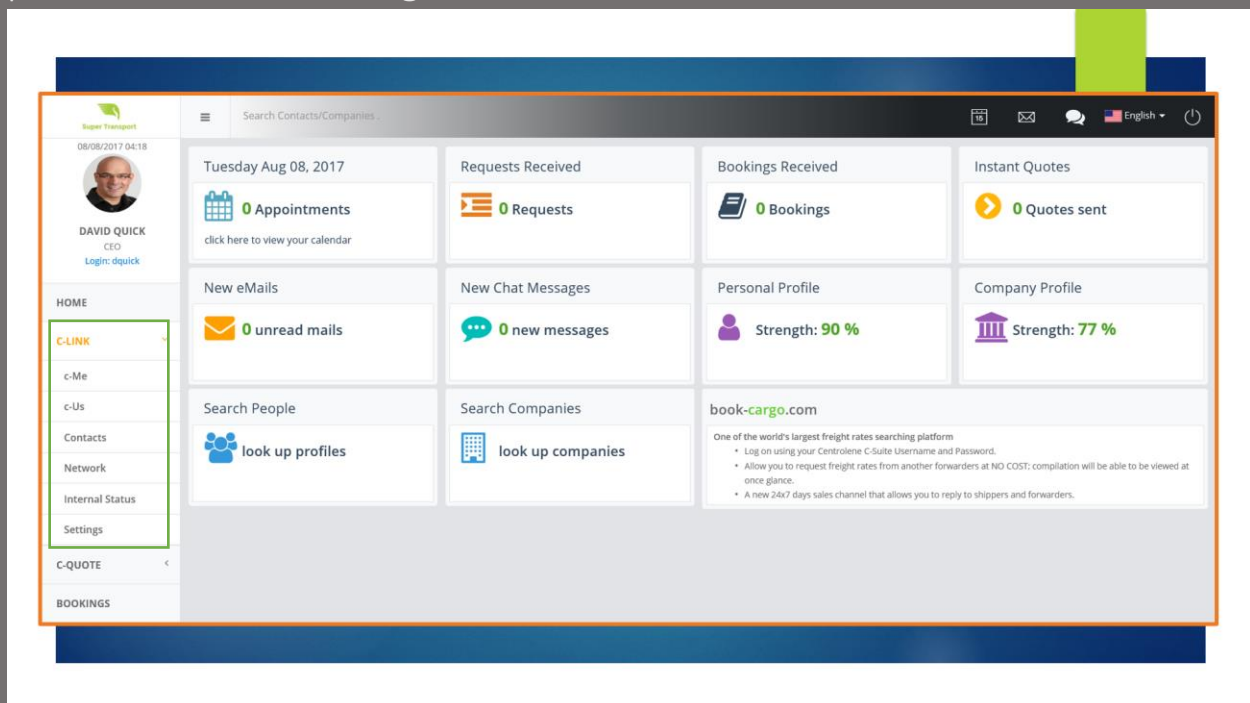 Super Transport
Search Contacts/Companies .
15
English
08/08/2017 04:18
DAVID QUICK
CEO
Login: dquick
HOME
C-LINK
c-Me
c-Us
Contacts
Network
Internal Status
Settings
C-QUOTE
BOOKINGS
Tuesday Aug 08, 2017
0 Appointments
click here to view your calendar
Requests Received
0 Requests
Bookings Received
0 Bookings
Instant Quotes
0 Quotes sent
New eMails
0 unread mails
New Chat Messages
0 new messages
Personal Profile
Strength: 90 %
Company Profile
Strength: 77 %
Search People
look up profiles
Search Companies
look up companies
book-cargo.com
One of the world's largest freight rates searching platform
• Log on using your Centrolene C-Suite Username and Password.
• Allow you to request freight rates from another forwarders at NO COST; compilation will be able to be viewed at
once glance.
• A new 24x7 days sales channel that allows you to reply to shippers and forwarders.